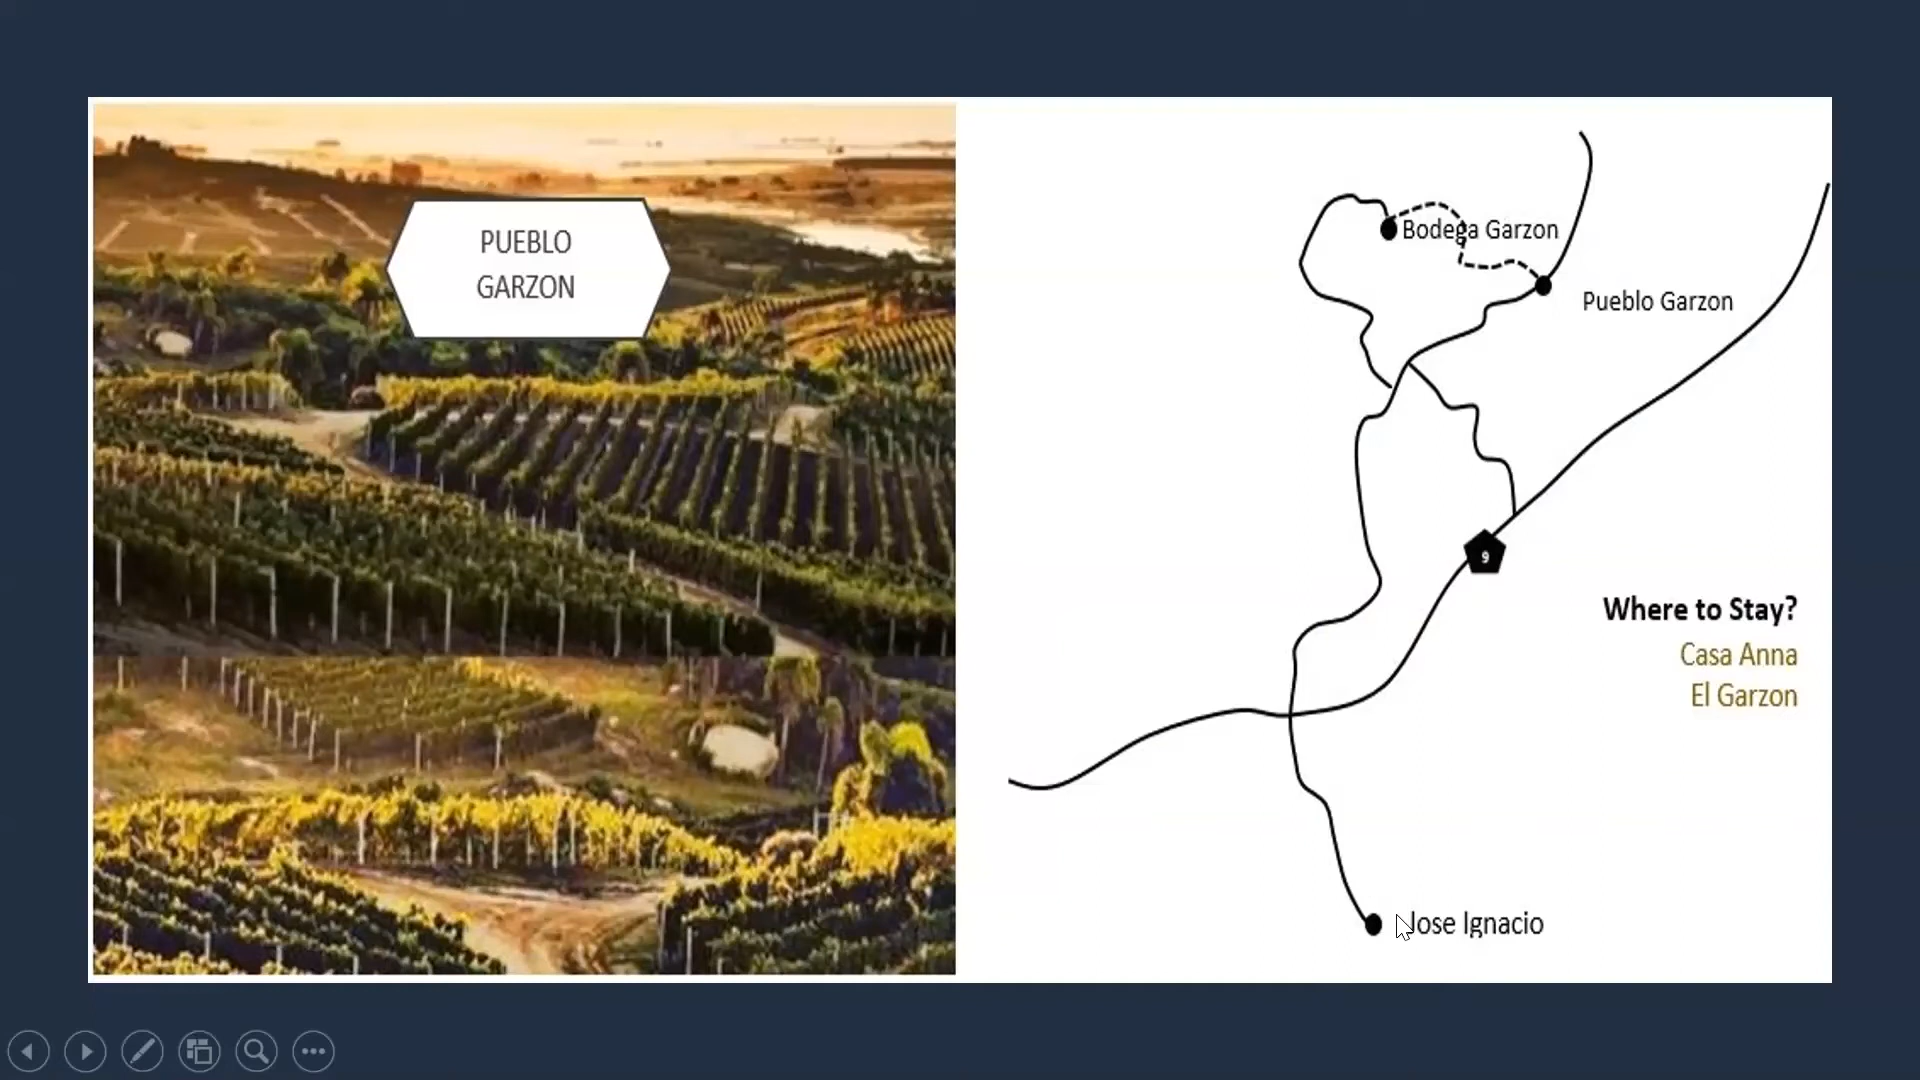 PUEBLO
GARZON
Bodega Garzon
Pueblo Garzon
9
Where to Stay?
Casa Anna
El Garzon
Jose Ignacio